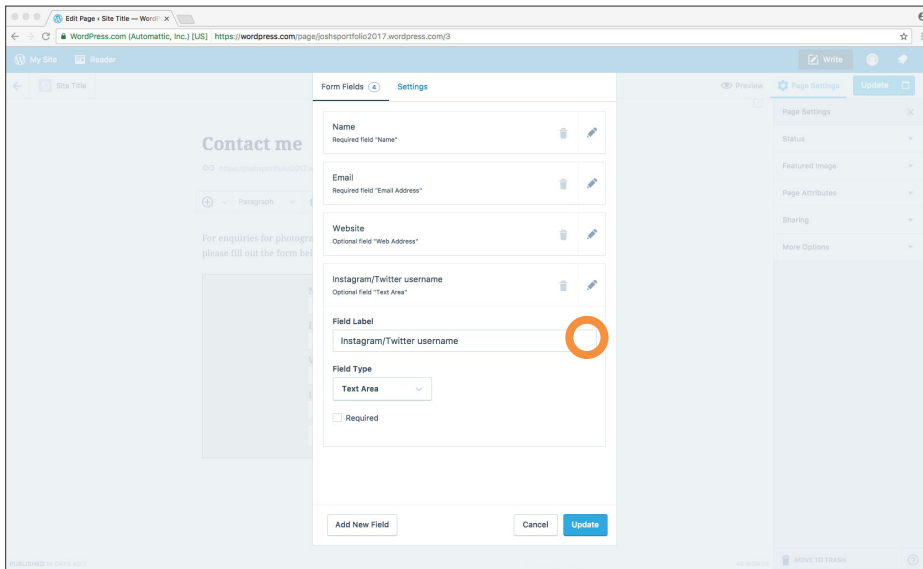 Edit Page ‹ Site Title — WordP
WordPress.com (Automattic, Inc.) [US] https://wordpress.com/page/joshsportfolio2017.wordpress.com/3
My Site Reader Write
Site Title Form Fields 4 Settings Preview Page Settings Update
Page Settings
Name
Required field "Name"
Status
Contact me
Featured Image
https://joshsportfolio2017
Email
Required field "Email Address"
Page Attributes
Paragraph
Sharing
Website
Optional field "Web Address"
For enquiries for photogra
More Options
please fill out the form bel
Instagram/Twitter username
Optional field "Text Area"
Field Label
Instagram/Twitter username
Field Type
Text Area
Required
Add New Field Cancel Update
MOVE TO TRASH